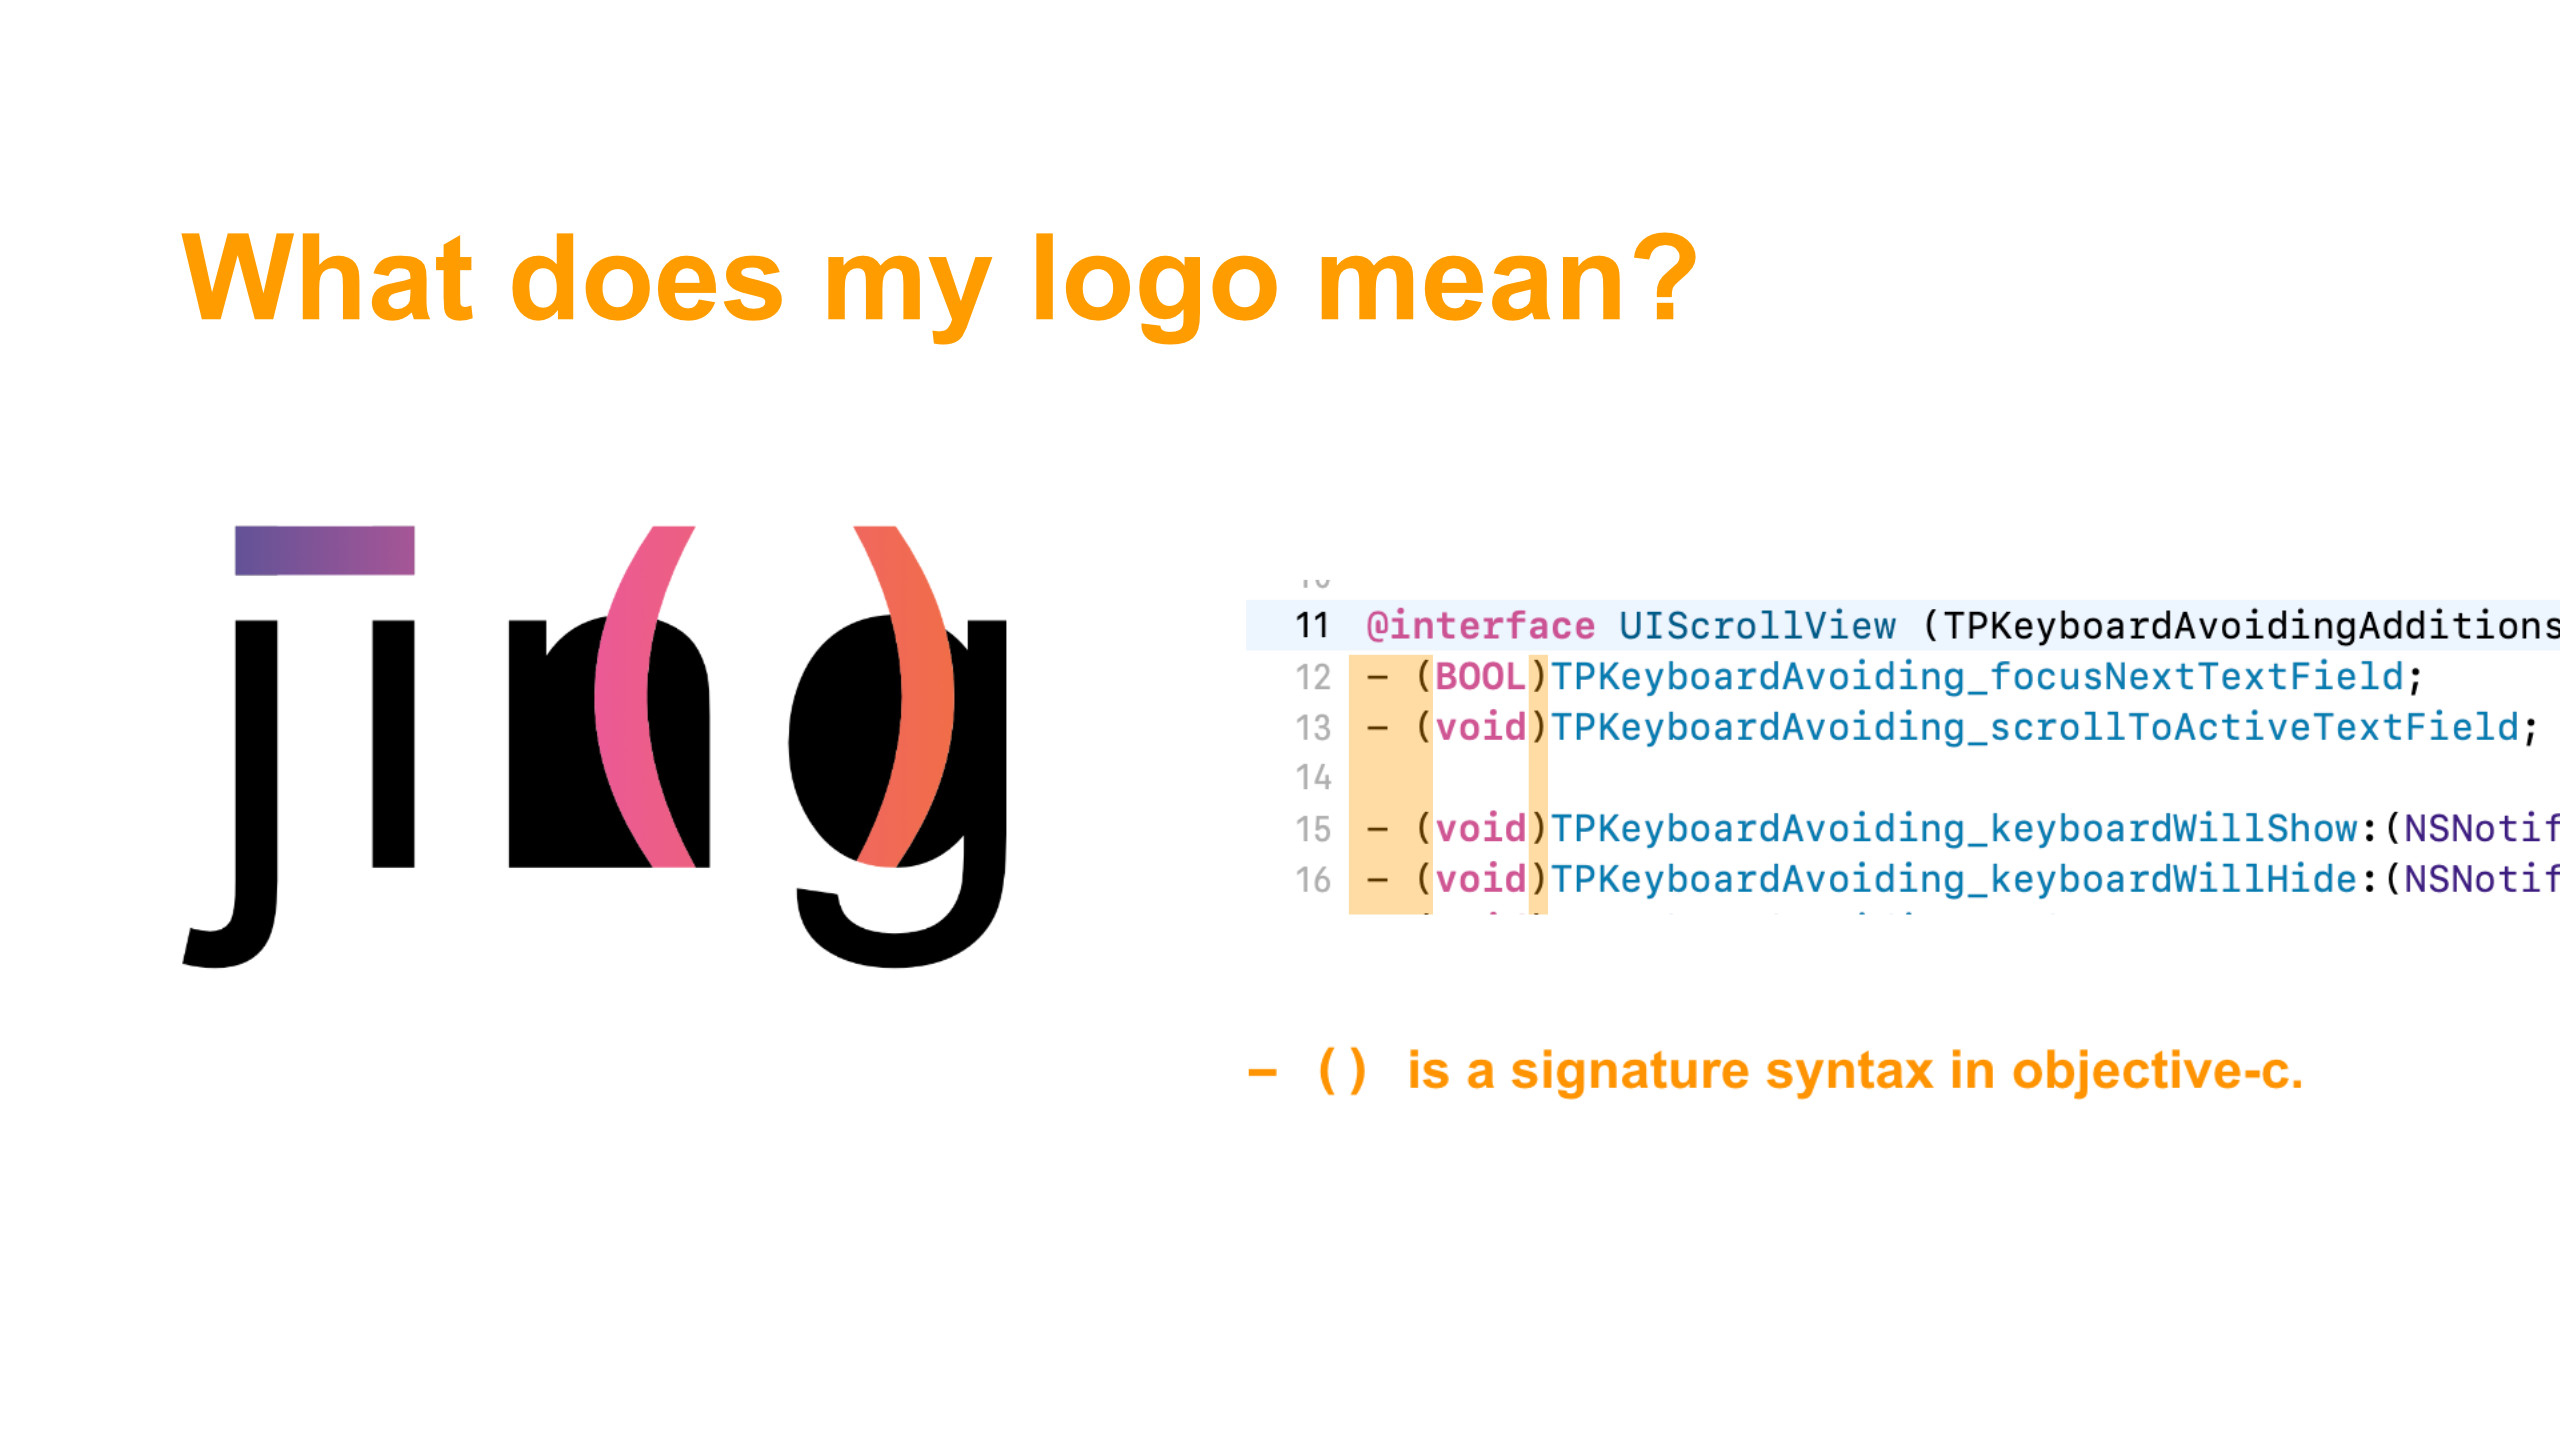 What does my logo mean?
jing
11 @interface UIScrollView (TPKeyboardAvoidingAdditions
12 – (BOOL)TPKeyboardAvoiding_focusNextTextField;
13 – (void)TPKeyboardAvoiding_scrollToActiveTextField;
14
15 – (void)TPKeyboardAvoiding_keyboardWillShow:(NSNotif
16 – (void)TPKeyboardAvoiding_keyboardWillHide:(NSNotif
– () is a signature syntax in objective-c.